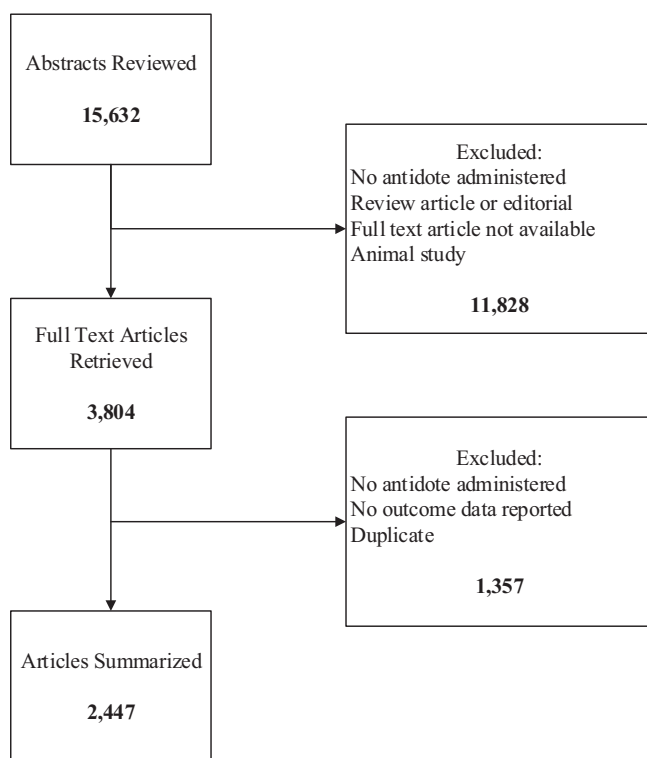 Abstracts Reviewed
15,632
Excluded:
No antidote administered
Review article or editorial
Full text article not available
Animal study
11,828
Full Text Articles
Retrieved
3,804
Excluded:
No antidote administered
No outcome data reported
Duplicate
1,357
Articles Summarized
2,447